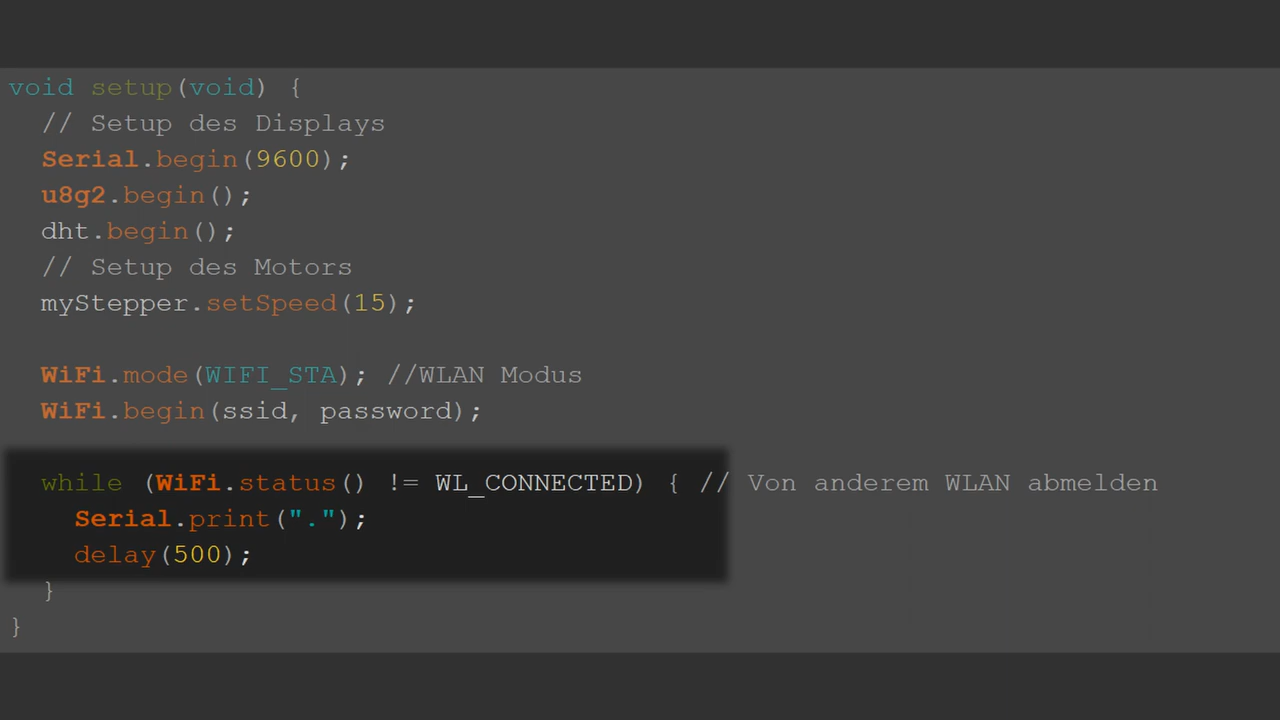 void setup(void) {
  // Setup des Displays
  Serial.begin(9600);
  u8g2.begin();
  dht.begin();
  // Setup des Motors
  myStepper.setSpeed(15);
  WiFi.mode(WIFI_STA); //WLAN Modus
  WiFi.begin(ssid, password);
  while (WiFi.status() != WL_CONNECTED) { // Von anderem WLAN abmelden
    Serial.print(".");
    delay(500);
  }
}